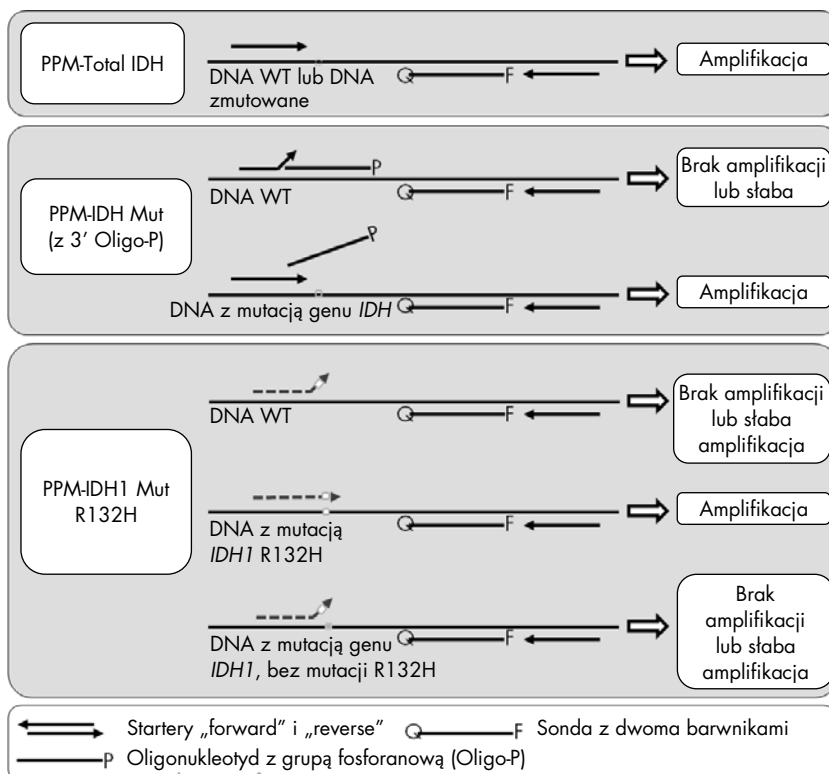 PPM-Total IDH
DNA WT lub DNA
zmutowane
Q
F
Amplifikacja
PPM-IDH Mut
(z 3' Oligo-P)
P
DNA WT
Q
F
Brak amplifikacji
lub słaba
P
DNA z mutacją genu IDH
Q
F
Amplifikacja
PPM-IDH1 Mut
R132H
DNA WT
Q
F
Brak amplifikacji
lub słaba
amplifikacja
DNA z mutacją
IDH1 R132H
Q
F
Amplifikacja
DNA z mutacją genu
IDH1, bez mutacji R132H
Q
F
Brak
amplifikacji
lub słaba
amplifikacja
Startery „forward” i „reverse”
Q
F
Sonda z dwoma barwnikami
P
Oligonukleotyd z grupą fosforanową (Oligo-P)